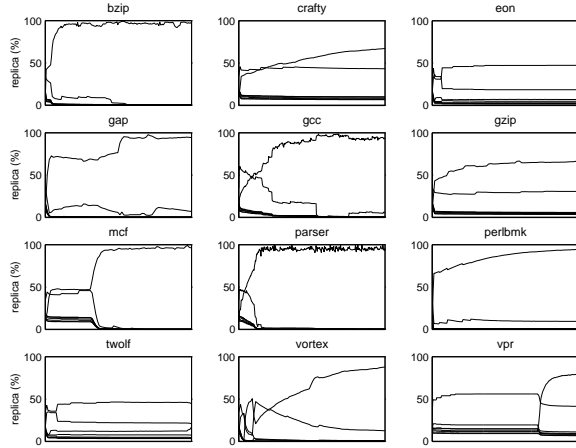 bzip crafty eon
100 100 100
replica (%) 50 50 50
0 0 0
gap gcc gzip
100 100 100
replica (%) 50 50 50
0 0 0
mcf parser perlbmk
100 100 100
replica (%) 50 50 50
0 0 0
twolf vortex vpr
100 100 100
replica (%) 50 50 50
0 0 0